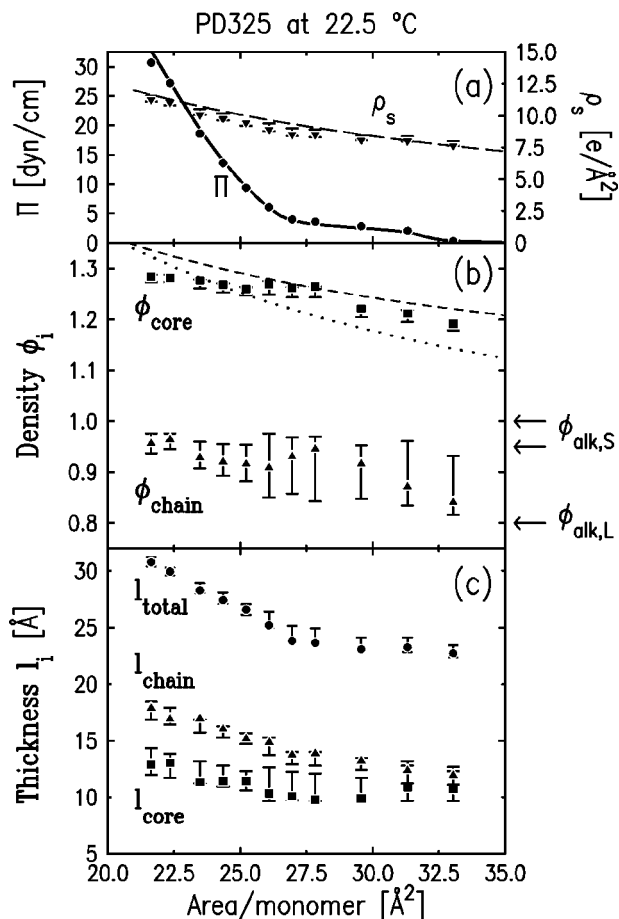 PD325 at 22.5 °C
(a)
Π [dyn/cm]
30
25
20
15
10
5
0
15.0
12.5
10.0
7.5
5.0
2.5
0.0
ρs [e/Å²]
ρs
Π
(b)
Density ϕi
1.3
1.2
1.1
1.0
0.9
0.8
ϕcore
ϕchain
ϕalk,S
ϕalk,L
(c)
Thickness li [Å]
30
25
20
15
10
5
ltotal
lchain
lcore
20.0 22.5 25.0 27.5 30.0 32.5 35.0
Area/monomer [Å²]